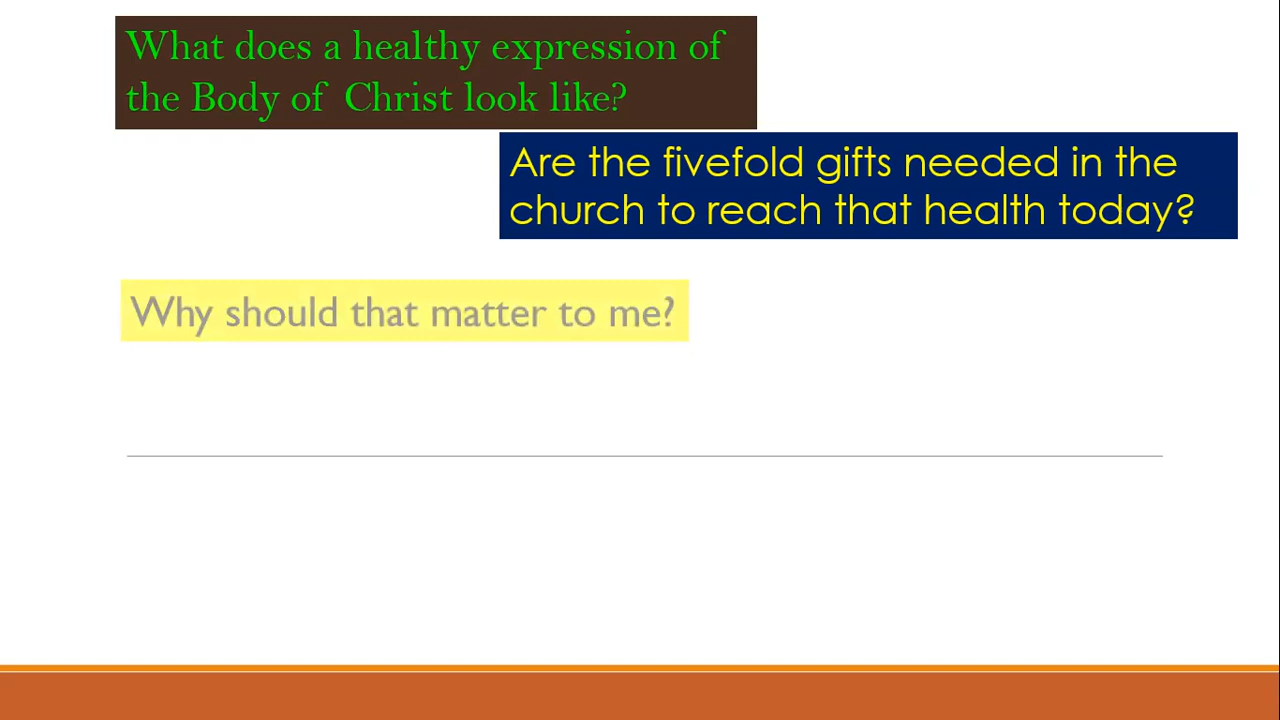 What does a healthy expression of
the Body of Christ look like?
Are the fivefold gifts needed in the
church to reach that health today?
Why should that matter to me?